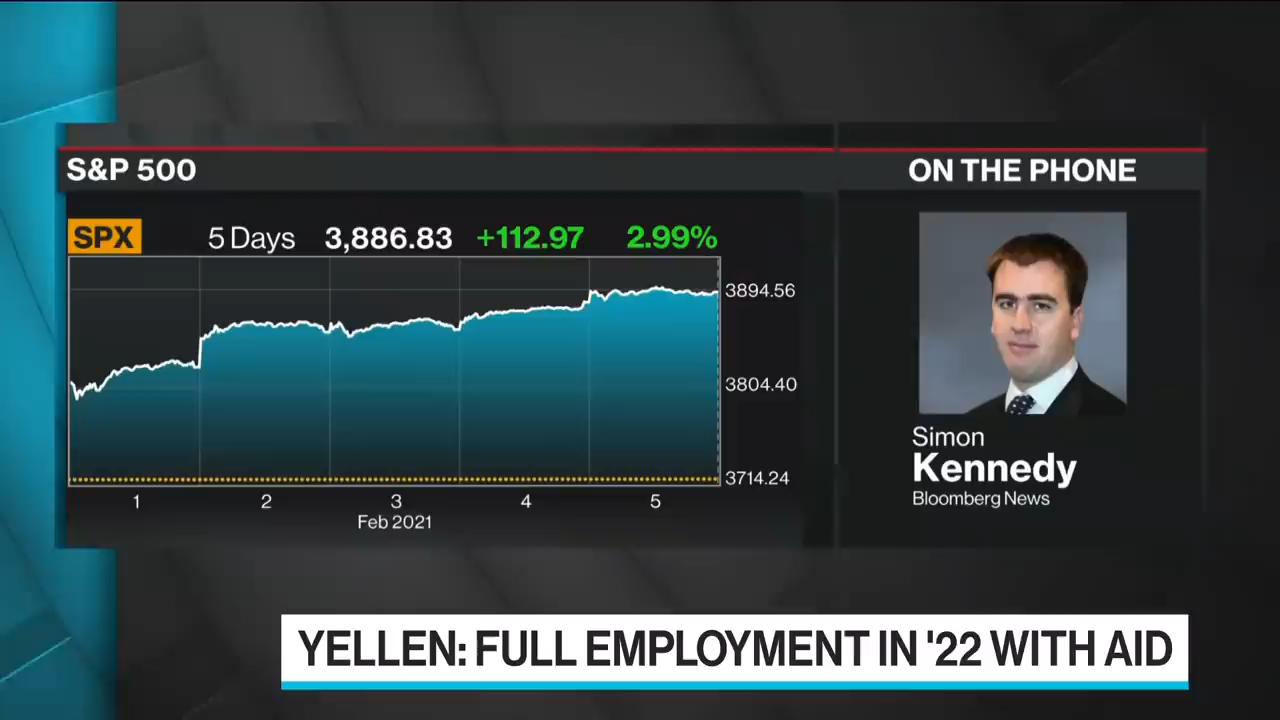 S&P 500
ON THE PHONE
SPX 5 Days 3,886.83 +112.97 2.99%
3894.56
3804.40
3714.24
1 2 3 4 5
Feb 2021
Simon
Kennedy
Bloomberg News
YELLEN: FULL EMPLOYMENT IN '22 WITH AID